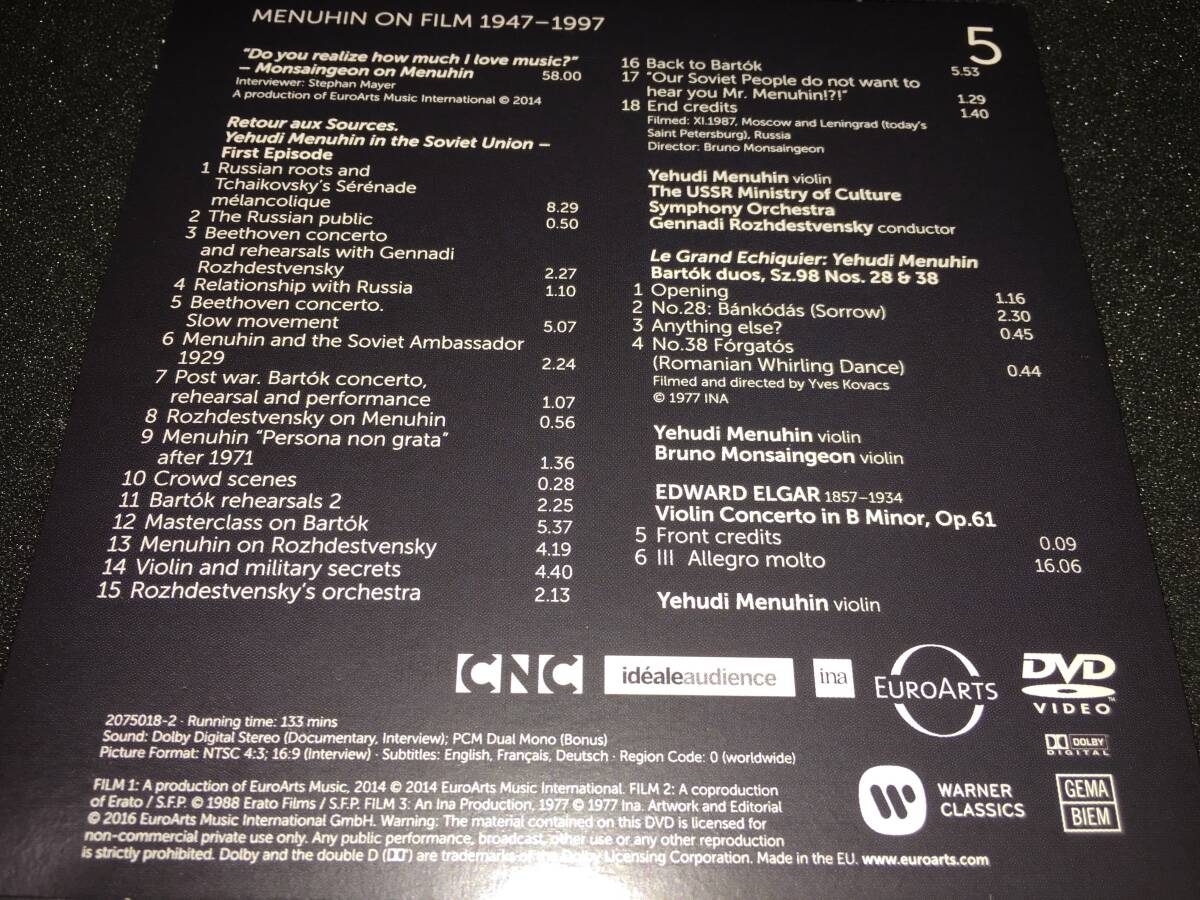 MENUHIN ON FILM 1947–1997
5
“Do you realize how much I love music?”
– Monsaingeon on Menuhin 58.00
Interviewer: Stephan Mayer
A production of EuroArts Music International © 2014
Retour aux Sources.
Yehudi Menuhin in the Soviet Union –
First Episode
1 Russian roots and
Tchaikovsky's Sérénade
mélancolique 8.29
2 The Russian public 0.50
3 Beethoven concerto
and rehearsals with Gennadi
Rozhdestvensky 2.27
4 Relationship with Russia 1.10
5 Beethoven concerto.
Slow movement 5.07
6 Menuhin and the Soviet Ambassador
1929 2.24
7 Post war. Bartók concerto,
rehearsal and performance 1.07
8 Rozhdestvensky on Menuhin 0.56
9 Menuhin “Persona non grata”
after 1971 1.36
10 Crowd scenes 0.28
11 Bartók rehearsals 2 2.25
12 Masterclass on Bartók 5.37
13 Menuhin on Rozhdestvensky 4.19
14 Violin and military secrets 4.40
15 Rozhdestvensky's orchestra 2.13
16 Back to Bartók 5.53
17 “Our Soviet People do not want to
hear you Mr. Menuhin!?!” 1.29
18 End credits 1.40
Filmed: XI.1987, Moscow and Leningrad (today's
Saint Petersburg), Russia
Director: Bruno Monsaingeon
Yehudi Menuhin violin
The USSR Ministry of Culture
Symphony Orchestra
Gennadi Rozhdestvensky conductor
Le Grand Echiquier: Yehudi Menuhin
Bartók duos, Sz.98 Nos. 28 & 38
1 Opening 1.16
2 No.28: Bánkódás (Sorrow) 2.30
3 Anything else? 0.45
4 No.38 Fórgatós
(Romanian Whirling Dance) 0.44
Filmed and directed by Yves Kovacs
© 1977 INA
Yehudi Menuhin violin
Bruno Monsaingeon violin
EDWARD ELGAR 1857–1934
Violin Concerto in B Minor, Op.61
5 Front credits 0.09
6 III Allegro molto 16.06
Yehudi Menuhin violin
CNC
idéaleaudience
ina
EUROARTS
DVD
VIDEO™
DOLBY
DIGITAL
2075018-2 · Running time: 133 mins
Sound: Dolby Digital Stereo (Documentary, Interview); PCM Dual Mono (Bonus)
Picture Format: NTSC 4:3; 16:9 (Interview) · Subtitles: English, Français, Deutsch · Region Code: 0 (worldwide)
FILM 1: A production of EuroArts Music, 2014 © 2014 EuroArts Music International. FILM 2: A coproduction
of Erato / S.F.P. © 1988 Erato Films / S.F.P. FILM 3: An Ina Production, 1977 © 1977 Ina. Artwork and Editorial
© 2016 EuroArts Music International GmbH. Warning: The material contained on this DVD is licensed for
non-commercial private use only. Any public performance, broadcast, other use or any other reproduction
is strictly prohibited. Dolby and the double D (DD) are trademarks of the Dolby Licensing Corporation. Made in the EU. www.euroarts.com
WARNER
CLASSICS
GEMA
BIEM